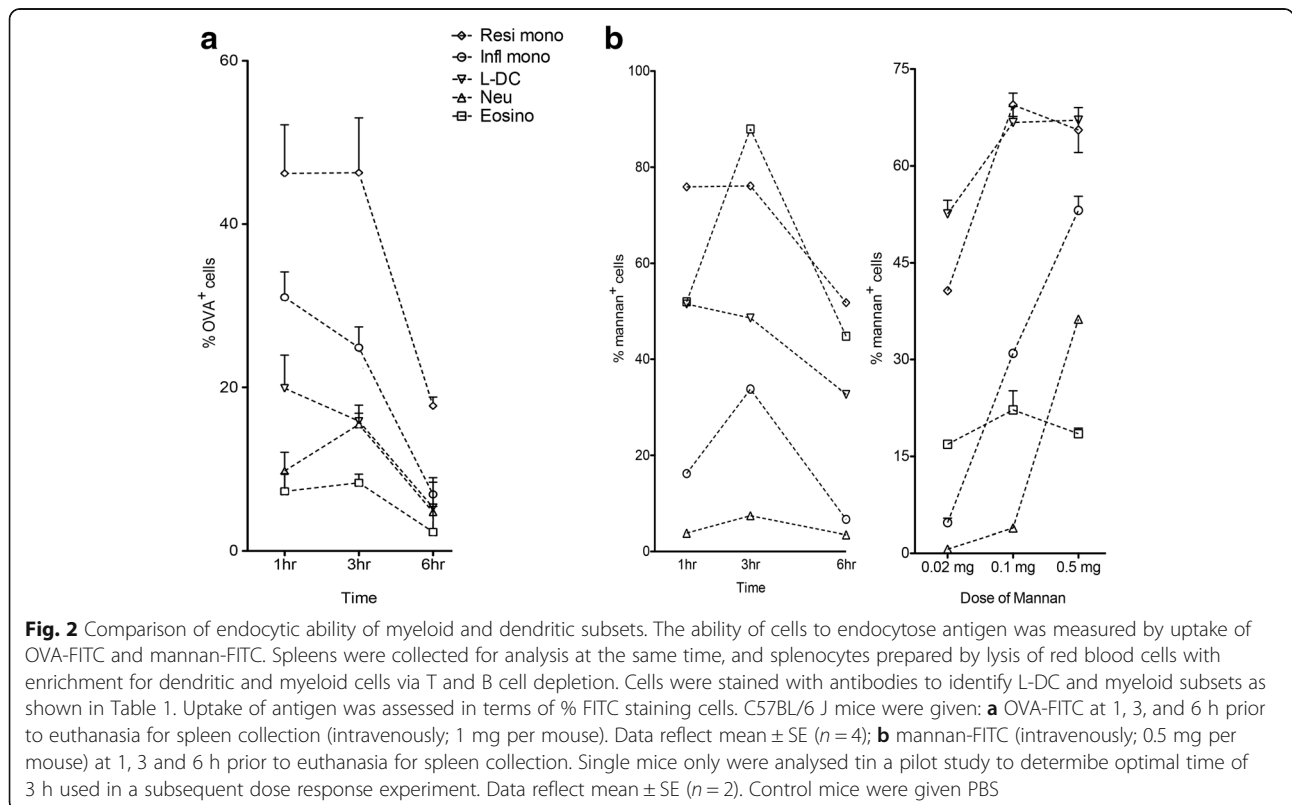 a
Resi mono
Infl mono
L-DC
Neu
Eosino
60
40
20
0
% OVA+ cells
1hr 3hr 6hr
Time
b
100
80
60
40
20
0
% mannan+ cells
1hr 3hr 6hr
Time
75
60
45
30
15
0
% mannan+ cells
0.02 mg 0.1 mg 0.5 mg
Dose of Mannan
Fig. 2 Comparison of endocytic ability of myeloid and dendritic subsets. The ability of cells to endocytose antigen was measured by uptake of
OVA-FITC and mannan-FITC. Spleens were collected for analysis at the same time, and splenocytes prepared by lysis of red blood cells with
enrichment for dendritic and myeloid cells via T and B cell depletion. Cells were stained with antibodies to identify L-DC and myeloid subsets as
shown in Table 1. Uptake of antigen was assessed in terms of % FITC staining cells. C57BL/6 J mice were given: a OVA-FITC at 1, 3, and 6 h prior
to euthanasia for spleen collection (intravenously; 1 mg per mouse). Data reflect mean ± SE (n = 4); b mannan-FITC (intravenously; 0.5 mg per
mouse) at 1, 3 and 6 h prior to euthanasia for spleen collection. Single mice only were analysed tin a pilot study to determibe optimal time of
3 h used in a subsequent dose response experiment. Data reflect mean ± SE (n = 2). Control mice were given PBS